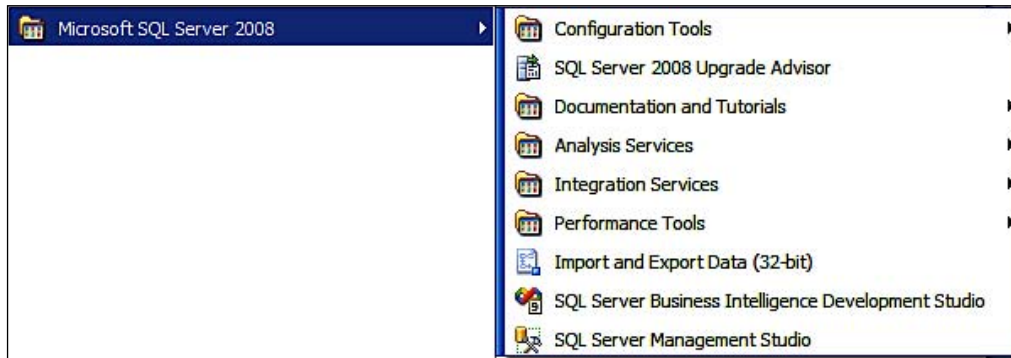 Microsoft SQL Server 2008
Configuration Tools
SQL Server 2008 Upgrade Advisor
Documentation and Tutorials
Analysis Services
Integration Services
Performance Tools
Import and Export Data (32-bit)
SQL Server Business Intelligence Development Studio
SQL Server Management Studio